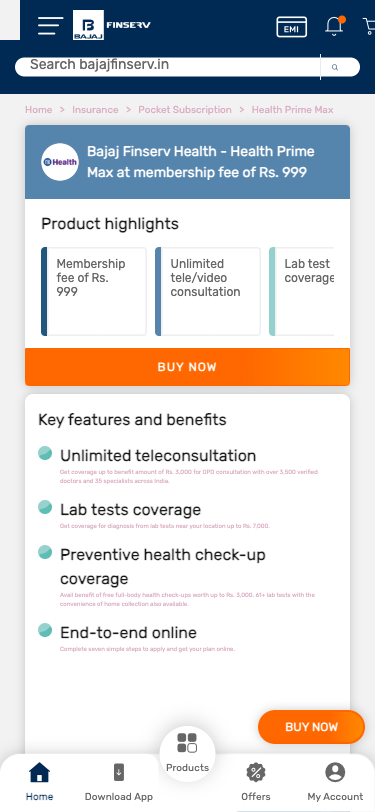 BAJAJ
FINSERV
EMI
Search bajajfinserv.in
Home > Insurance > Pocket Subscription > Health Prime Max
Health
Bajaj Finserv Health - Health Prime
Max at membership fee of Rs. 999
Product highlights
Membership
fee of Rs.
999
Unlimited
tele/video
consultation
Lab test
coverage
BUY NOW
Key features and benefits
Unlimited teleconsultation
Get coverage up to benefit amount of Rs. 3,000 for OPD consultation with over 3,500 verified
doctors and 35 specialists across India.
Lab tests coverage
Get coverage for diagnosis from lab tests near your location up to Rs. 7,000.
Preventive health check-up
coverage
Avail benefit of free full-body health check-ups worth up to Rs. 3,000. 61+ lab tests with the
convenience of home collection also available.
End-to-end online
Complete seven simple steps to apply and get your plan online.
BUY NOW
Home
Download App
Products
Offers
My Account